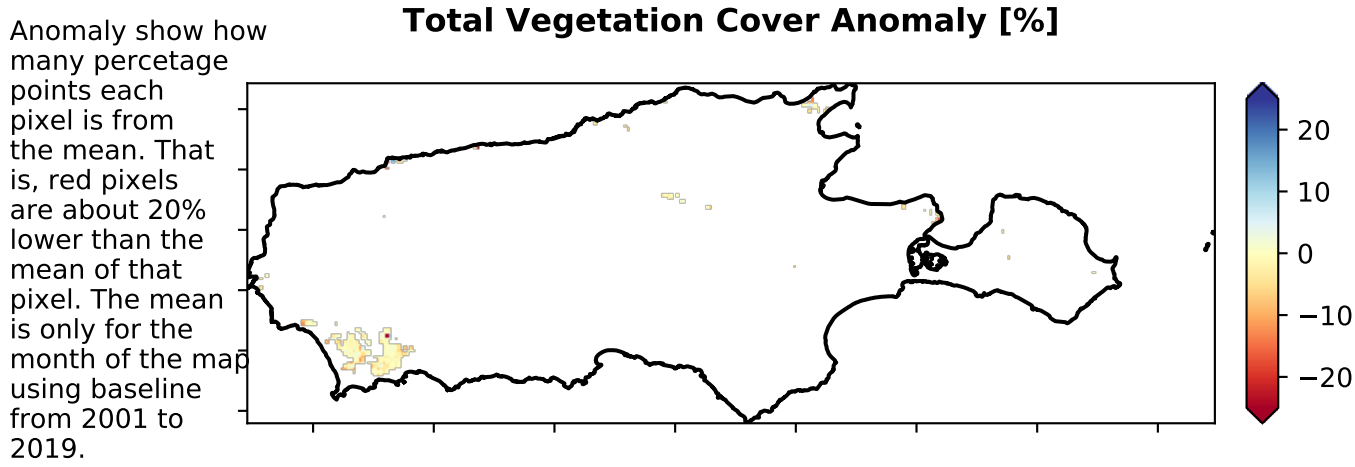 Total Vegetation Cover Anomaly [%]
Anomaly show how
many percetage
points each
pixel is from
the mean. That
is, red pixels
are about 20%
lower than the
mean of that
pixel. The mean
is only for the
month of the map
using baseline
from 2001 to
2019.
20
10
0
−10
−20